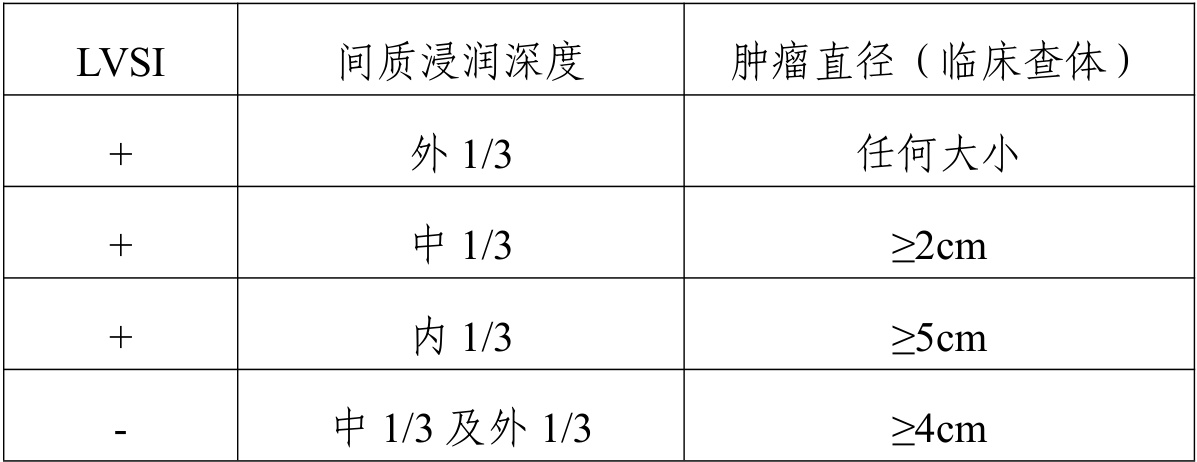 LVSI 间质浸润深度 肿瘤直径（临床查体）
+ 外 1/3 任何大小
+ 中 1/3 ≥2cm
+ 内 1/3 ≥5cm
- 中 1/3 及外 1/3 ≥4cm